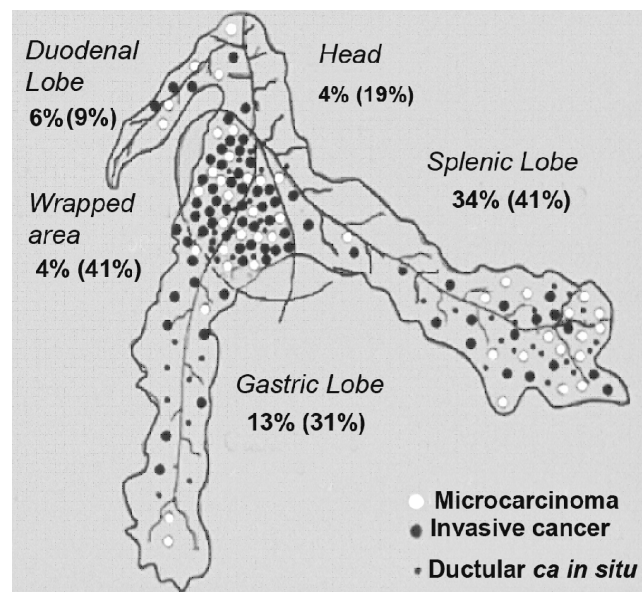 Duodenal
Lobe
6%(9%)
Head
4% (19%)
Splenic Lobe
34% (41%)
Wrapped
area
4% (41%)
Gastric Lobe
13% (31%)
Microcarcinoma
Invasive cancer
Ductular ca in situ